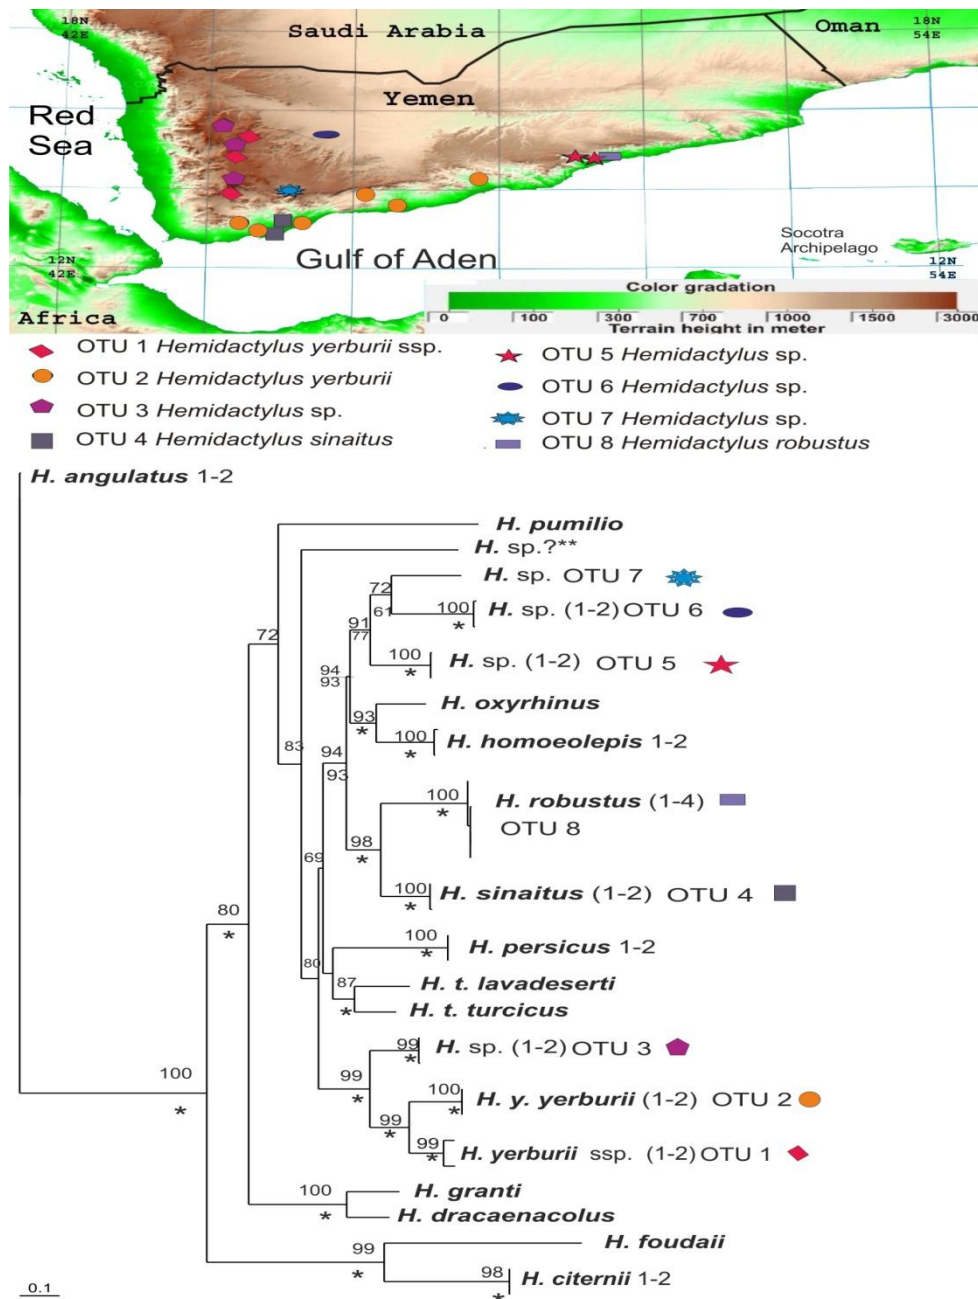 18N
42E
Saudi Arabia
Oman
18N
54E
Yemen
Red
Sea
Gulf of Aden
Socotra
Archipelago
12N
42E
12N
54E
Africa
Color gradation
0 100 300 700 1000 1500 3000
Terrain height in meter
OTU 1 Hemidactylus yerburii ssp.
OTU 2 Hemidactylus yerburii
OTU 3 Hemidactylus sp.
OTU 4 Hemidactylus sinaitus
OTU 5 Hemidactylus sp.
OTU 6 Hemidactylus sp.
OTU 7 Hemidactylus sp.
OTU 8 Hemidactylus robustus
H. angulatus 1-2
H. pumilio
H. sp.?**
72
H. sp. OTU 7
61
100
H. sp. (1-2) OTU 6
*
91
77
72
100
H. sp. (1-2) OTU 5
*
94
93
H. oxyrhinus
93
*
100
H. homoeolepis 1-2
*
83
94
93
100
H. robustus (1-4)
*
OTU 8
98
*
69
100
H. sinaitus (1-2) OTU 4
*
80
*
100
H. persicus 1-2
*
80
87
H. t. lavadeserti
*
H. t. turcicus
99
H. sp. (1-2) OTU 3
*
100
*
99
*
100
H. y. yerburii (1-2) OTU 2
*
99
*
99
H. yerburii ssp. (1-2) OTU 1
*
100
*
H. granti
H. dracaenacolus
99
*
H. foudaii
98
H. citernii 1-2
*
0.1